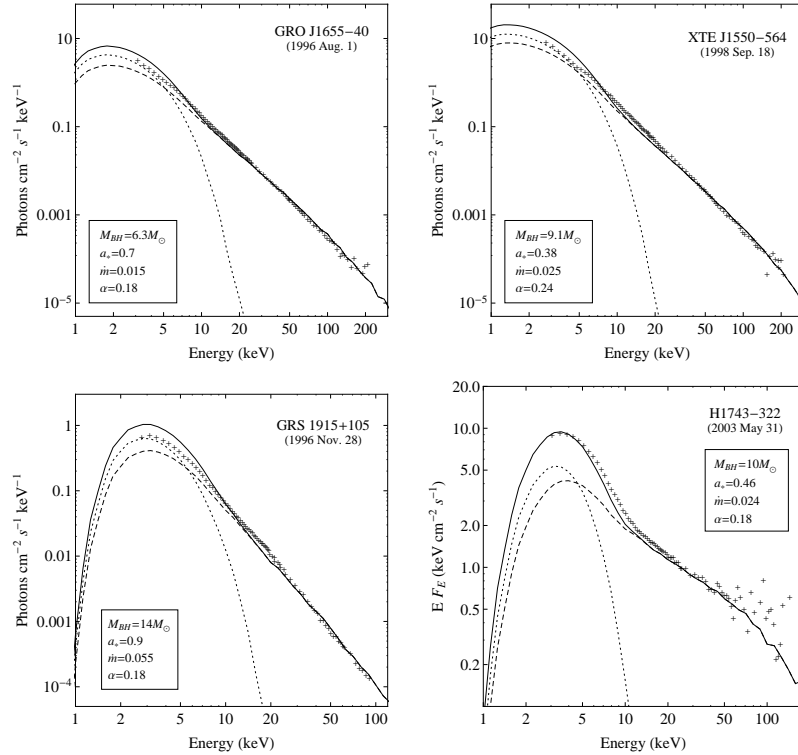 GRO J1655−40
(1996 Aug. 1)
Photons cm⁻² s⁻¹ keV⁻¹
10
0.1
0.001
10⁻⁵
M_BH=6.3M_⊙
a_*=0.7
ṁ=0.015
α=0.18
1 2 5 10 20 50 100 200
Energy (keV)
XTE J1550−564
(1998 Sep. 18)
Photons cm⁻² s⁻¹ keV⁻¹
10
0.1
0.001
10⁻⁵
M_BH=9.1M_⊙
a_*=0.38
ṁ=0.025
α=0.24
1 2 5 10 20 50 100 200
Energy (keV)
GRS 1915+105
(1996 Nov. 28)
Photons cm⁻² s⁻¹ keV⁻¹
1
0.1
0.01
0.001
10⁻⁴
M_BH=14M_⊙
a_*=0.9
ṁ=0.055
α=0.18
1 2 5 10 20 50 100
Energy (keV)
H1743−322
(2003 May 31)
E F_E (keV cm⁻² s⁻¹)
20.0
10.0
5.0
2.0
1.0
0.5
0.2
M_BH=10M_⊙
a_*=0.46
ṁ=0.024
α=0.18
1 2 5 10 20 50 100
Energy (keV)